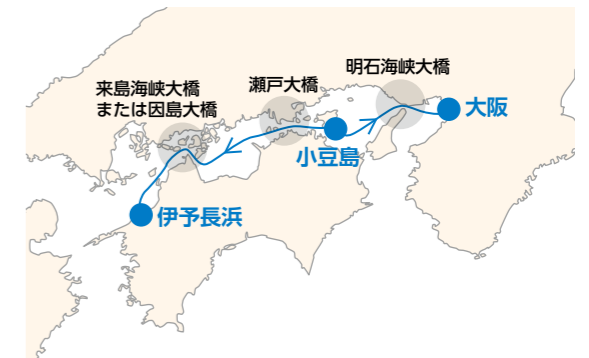 明石海峡大橋
瀬戸大橋
来島海峡大橋
または因島大橋
大阪
小豆島
伊予長浜